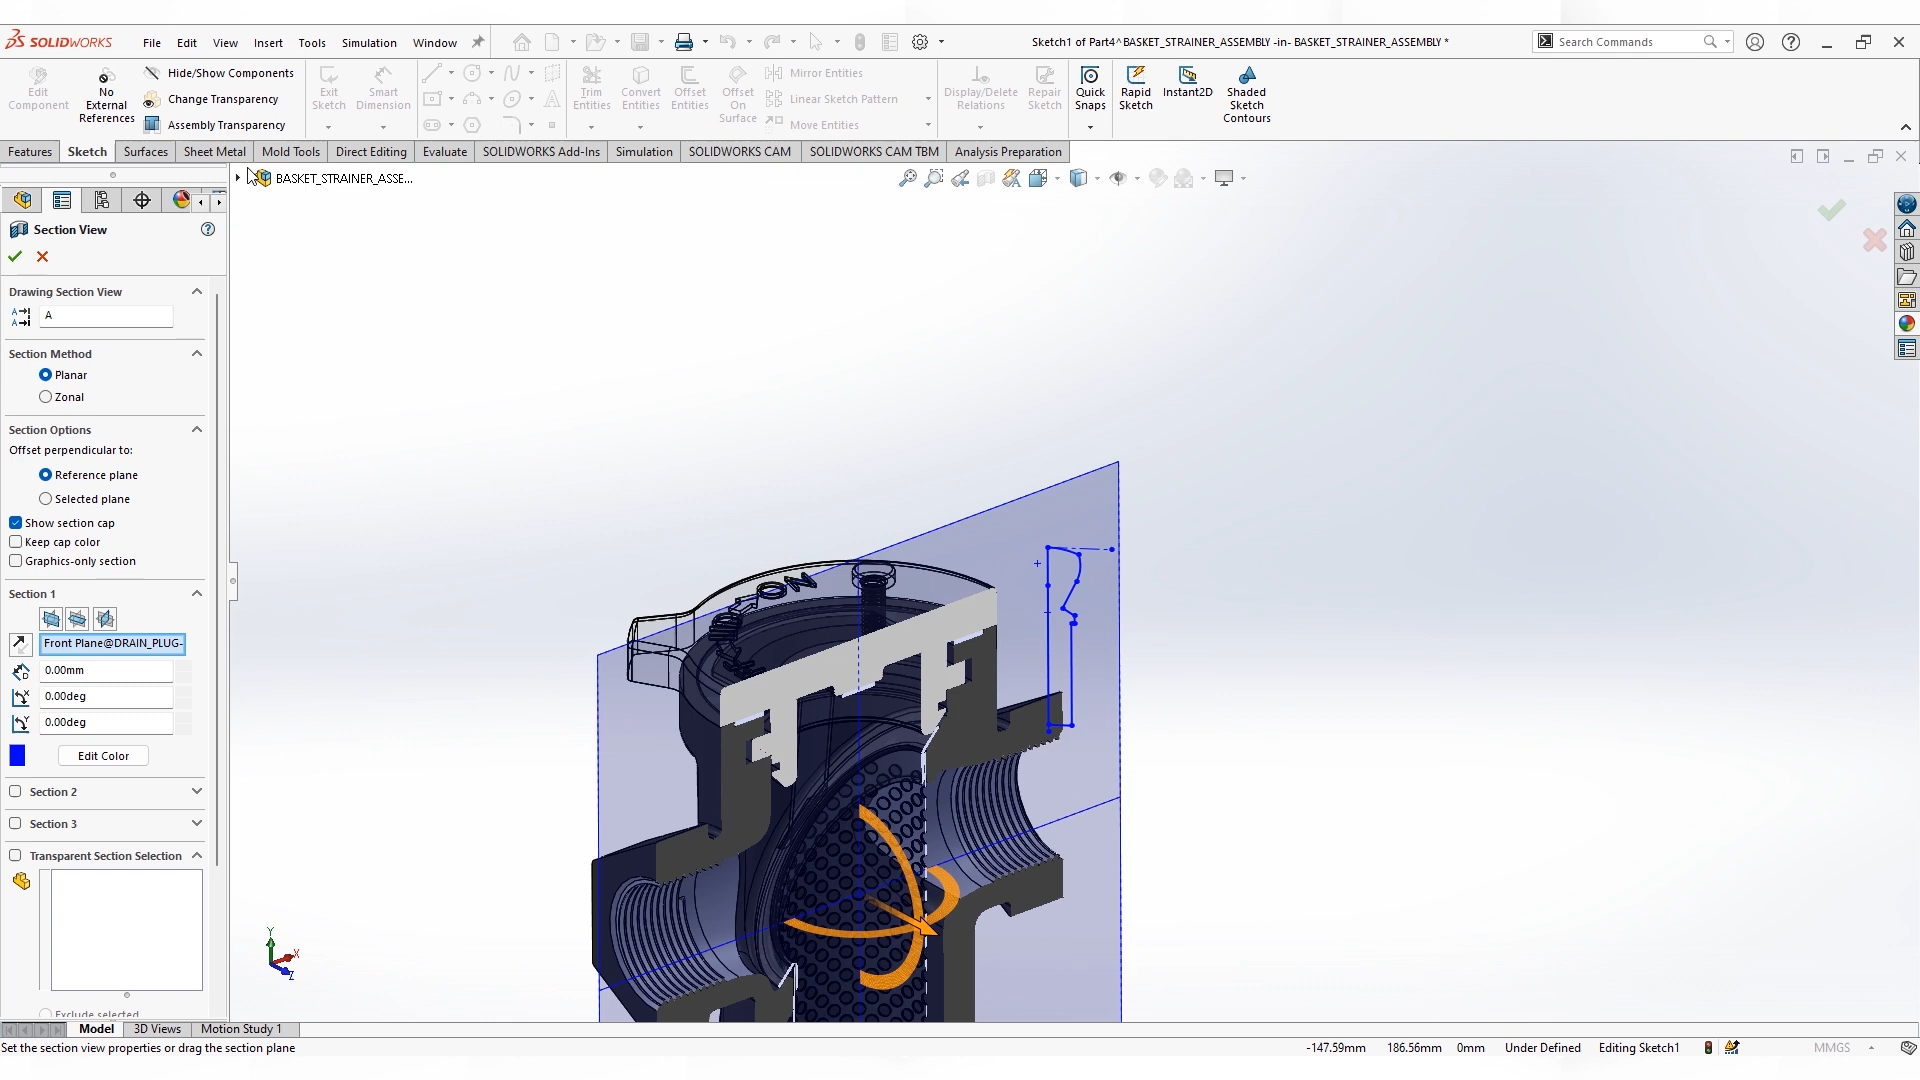 SOLIDWORKS
File Edit View Insert Tools Simulation Window
Sketch1 of Part4^BASKET_STRAINER_ASSEMBLY -in- BASKET_STRAINER_ASSEMBLY *
Search Commands
Edit Component
No External References
Hide/Show Components
Change Transparency
Assembly Transparency
Exit Sketch
Smart Dimension
Trim Entities
Convert Entities
Offset Entities
Offset On Surface
Mirror Entities
Linear Sketch Pattern
Move Entities
Display/Delete Relations
Repair Sketch
Quick Snaps
Rapid Sketch
Instant2D
Shaded Sketch Contours
Features Sketch Surfaces Sheet Metal Mold Tools Direct Editing Evaluate SOLIDWORKS Add-Ins Simulation SOLIDWORKS CAM SOLIDWORKS CAM TBM Analysis Preparation
BASKET_STRAINER_ASSE...
Section View
Drawing Section View
A
Section Method
Planar
Zonal
Section Options
Offset perpendicular to:
Reference plane
Selected plane
Show section cap
Keep cap color
Graphics-only section
Section 1
Front Plane@DRAIN_PLUG-
0.00mm
0.00deg
0.00deg
Edit Color
Section 2
Section 3
Transparent Section Selection
Exclude selected
Y
X
Z
Model 3D Views Motion Study 1
Set the section view properties or drag the section plane
-147.59mm 186.56mm 0mm Under Defined Editing Sketch1 MMGS